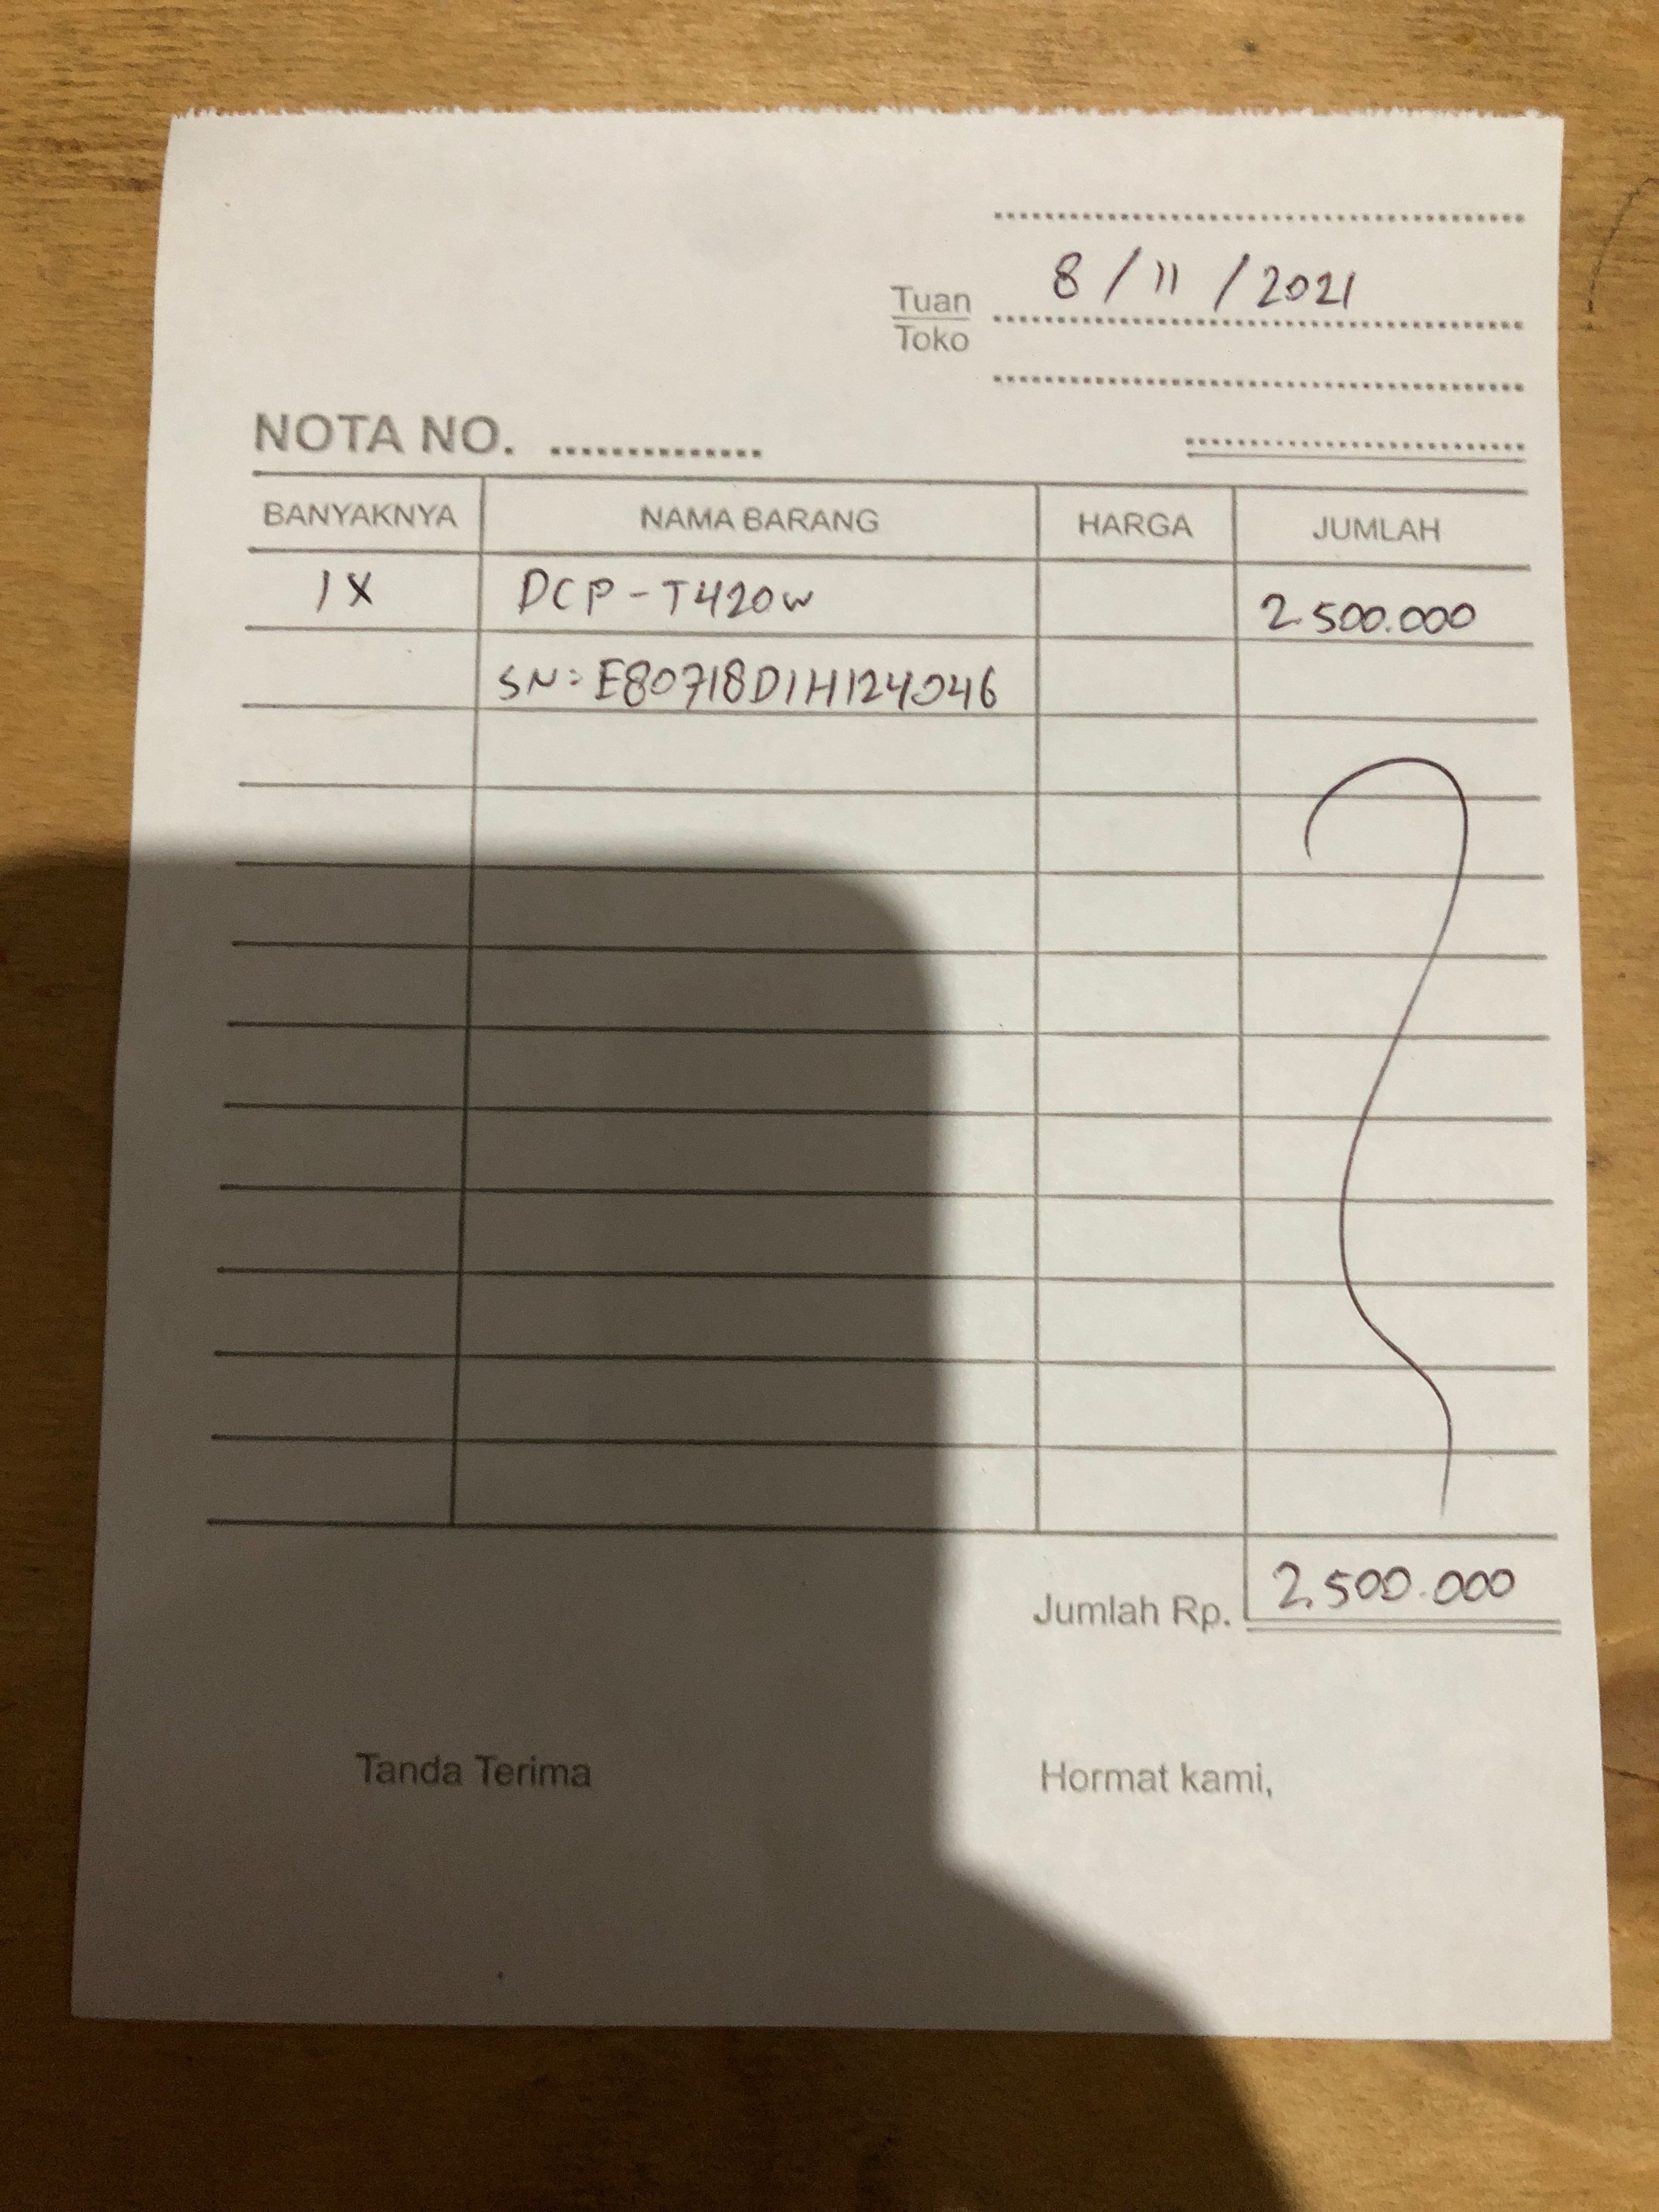 8 / 11 / 2021
Tuan
Toko
NOTA NO. ..............
BANYAKNYA NAMA BARANG HARGA JUMLAH
1 X DCP - T420W 2.500.000
SN: E80718D1H124046
Jumlah Rp. 2.500.000
Tanda Terima Hormat kami,